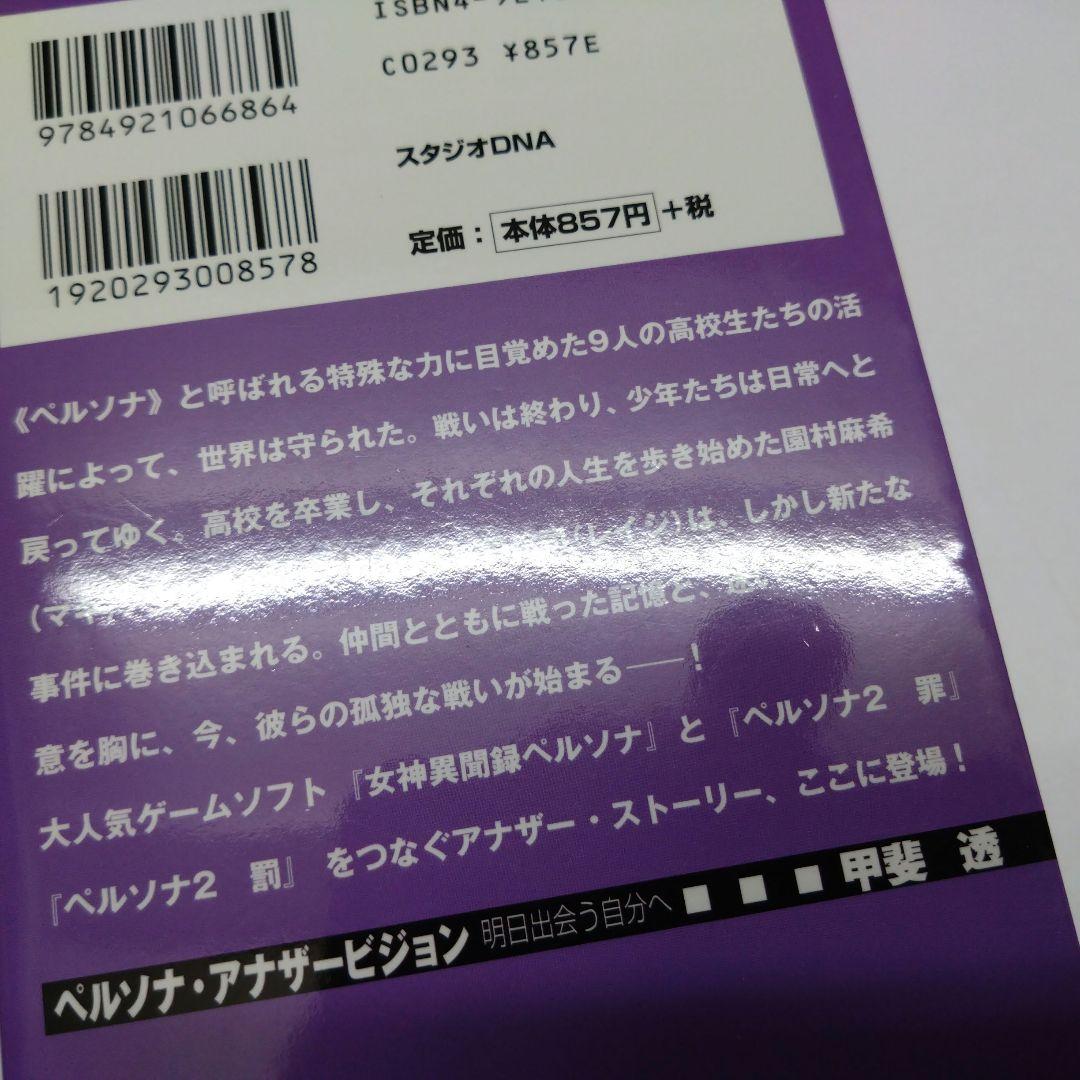 ISBN4-921
C0293 ¥857E
9784921066864
スタジオDNA
1920293008578
定価：本体857円+税
《ペルソナ》と呼ばれる特殊な力に目覚めた9人の高校生たちの活
躍によって、世界は守られた。戦いは終わり、少年たちは日常へと
戻ってゆく。高校を卒業し、それぞれの人生を歩き始めた園村麻希
(マキ (レイジ)は、しかし新たな
事件に巻き込まれる。仲間とともに戦った記憶と、
意を胸に、今、彼らの孤独な戦いが始まる――！
大人気ゲームソフト『女神異聞録ペルソナ』と『ペルソナ2 罪』
『ペルソナ2 罰』をつなぐアナザー・ストーリー、ここに登場！
ペルソナ・アナザービジョン 明日出会う自分へ ■ ■ ■ 甲斐 透